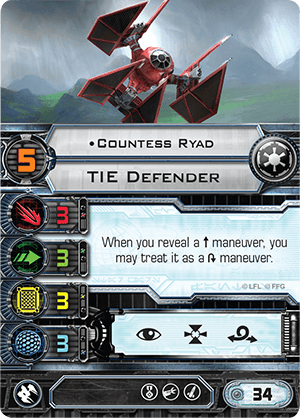 •Countess Ryad
5
TIE Defender
3
When you reveal a ⬆ maneuver, you
may treat it as a maneuver.
3
©LFL ©FFG
3
3
34